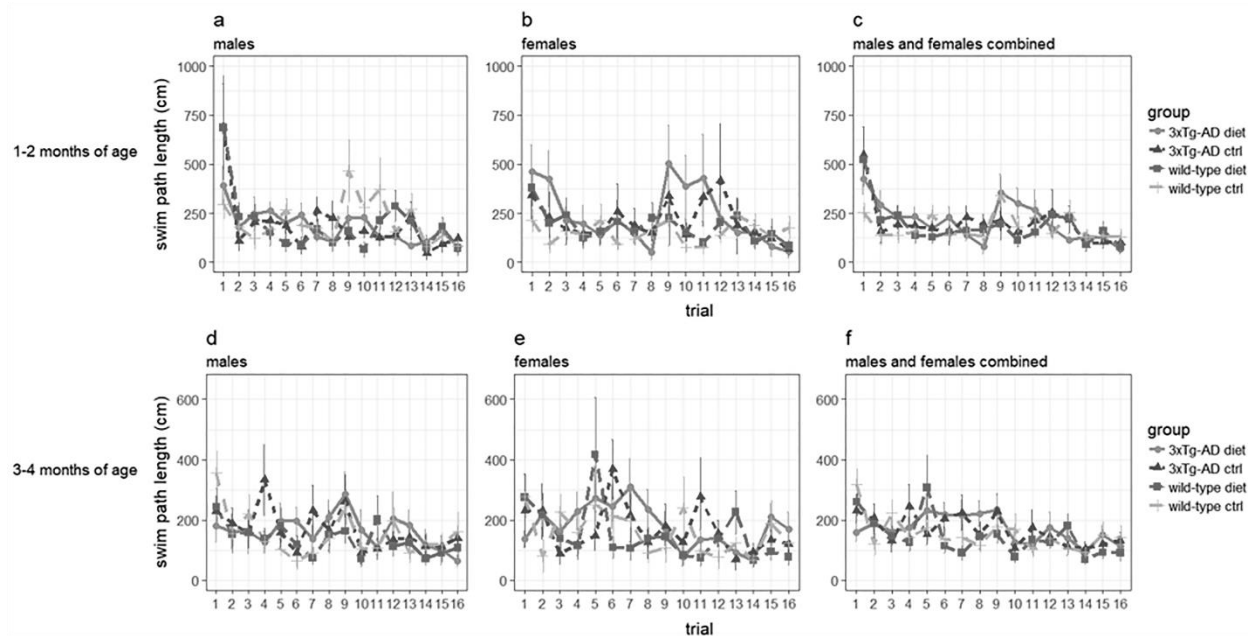 a
males
b
females
c
males and females combined
1-2 months of age
swim path length (cm)
1000
750
500
250
0
1 2 3 4 5 6 7 8 9 10 11 12 13 14 15 16
1000
750
500
250
0
1 2 3 4 5 6 7 8 9 10 11 12 13 14 15 16
1000
750
500
250
0
1 2 3 4 5 6 7 8 9 10 11 12 13 14 15 16
trial
group
3xTg-AD diet
3xTg-AD ctrl
wild-type diet
wild-type ctrl
d
males
e
females
f
males and females combined
3-4 months of age
swim path length (cm)
600
400
200
0
1 2 3 4 5 6 7 8 9 10 11 12 13 14 15 16
600
400
200
0
1 2 3 4 5 6 7 8 9 10 11 12 13 14 15 16
600
400
200
0
1 2 3 4 5 6 7 8 9 10 11 12 13 14 15 16
trial
group
3xTg-AD diet
3xTg-AD ctrl
wild-type diet
wild-type ctrl